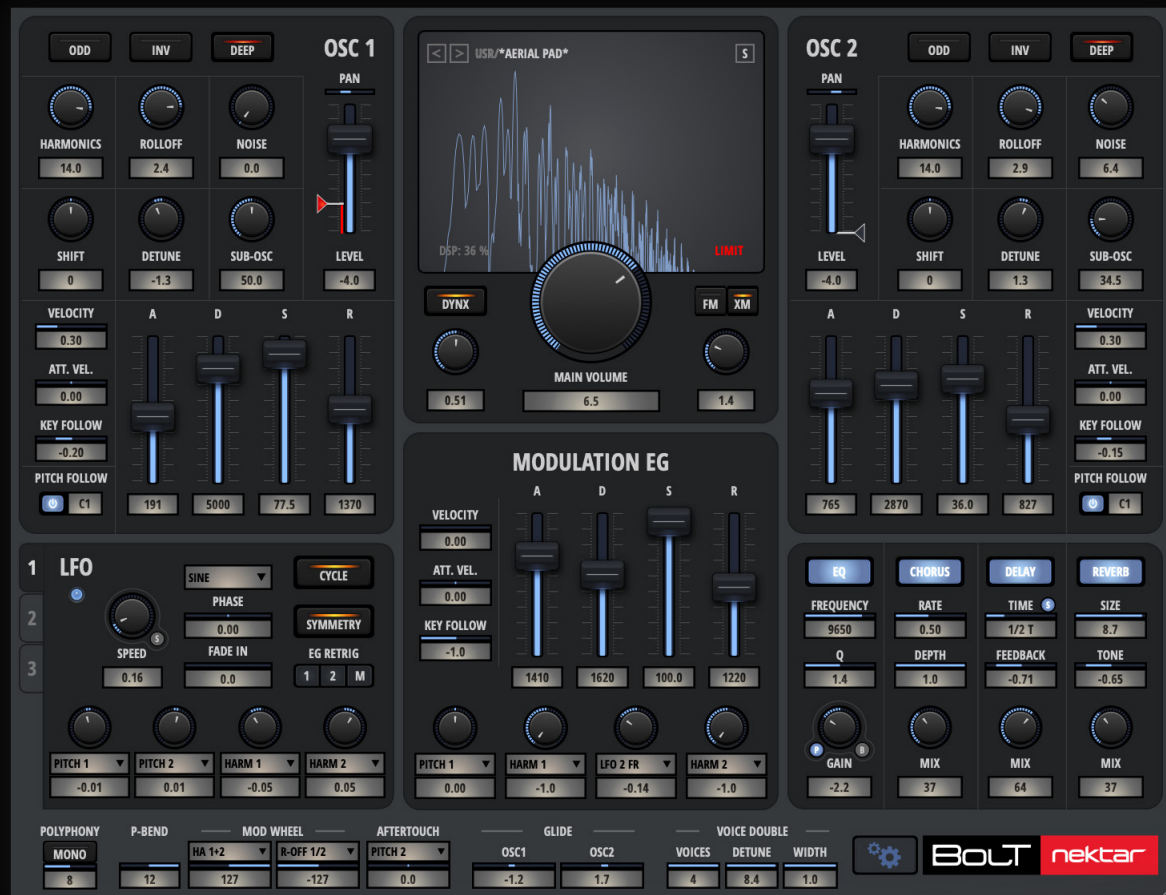 ODD INV DEEP OSC 1
PAN
HARMONICS ROLLOFF NOISE
14.0 2.4 0.0
SHIFT DETUNE SUB-OSC LEVEL
0 -1.3 50.0 -4.0
VELOCITY A D S R
0.30
ATT. VEL.
0.00
KEY FOLLOW
-0.20
PITCH FOLLOW
C1 191 5000 77.5 1370
< > USR/*AERIAL PAD* S
DSP: 36 % LIMIT
DYNX FM XM
MAIN VOLUME
0.51 6.5 1.4
OSC 2 ODD INV DEEP
PAN
HARMONICS ROLLOFF NOISE
14.0 2.9 6.4
LEVEL SHIFT DETUNE SUB-OSC
-4.0 0 1.3 34.5
A D S R VELOCITY
0.30
ATT. VEL.
0.00
KEY FOLLOW
-0.15
PITCH FOLLOW
765 2870 36.0 827 C1
1 LFO SINE CYCLE
2 PHASE
0.00 SYMMETRY
3 SPEED S FADE IN EG RETRIG
0.16 0.0 1 2 M
PITCH 1 PITCH 2 HARM 1 HARM 2
-0.01 0.01 -0.05 0.05
MODULATION EG
A D S R
VELOCITY
0.00
ATT. VEL.
0.00
KEY FOLLOW
-1.0
1410 1620 100.0 1220
PITCH 1 HARM 1 LFO 2 FR HARM 2
0.00 -1.0 -0.14 -1.0
EQ CHORUS DELAY REVERB
FREQUENCY RATE TIME S SIZE
9650 0.50 1/2 T 8.7
Q DEPTH FEEDBACK TONE
1.4 1.0 -0.71 -0.65
P B
GAIN MIX MIX MIX
-2.2 37 64 37
POLYPHONY P-BEND MOD WHEEL AFTERTOUCH GLIDE VOICE DOUBLE
MONO HA 1+2 R-OFF 1/2 PITCH 2 OSC1 OSC2 VOICES DETUNE WIDTH
8 12 127 -127 0.0 -1.2 1.7 4 8.4 1.0
BOLT nektar